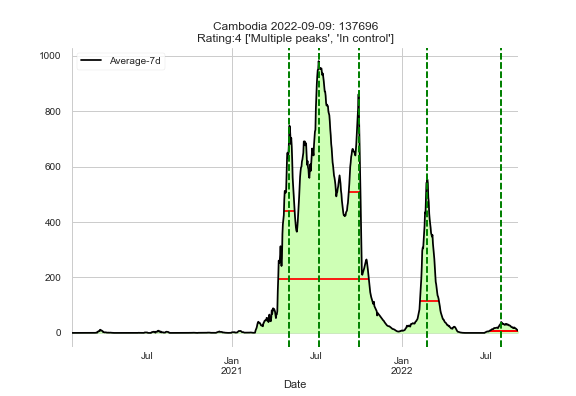 Cambodia 2022-09-09: 137696
Rating:4 ['Multiple peaks', 'In control']
1000
Average-7d
800
600
400
200
0
Jul Jan Jul Jan Jul
2021 2022
Date